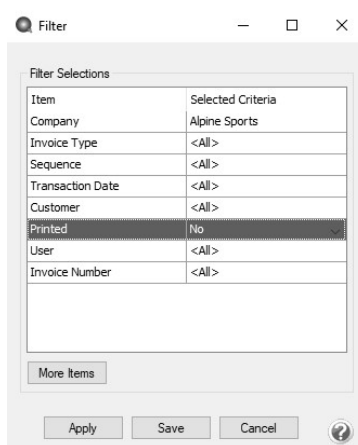 Filter
Filter Selections
Item Selected Criteria
Company Alpine Sports
Invoice Type <All>
Sequence <All>
Transaction Date <All>
Customer <All>
Printed No
User <All>
Invoice Number <All>
More Items
Apply Save Cancel ?